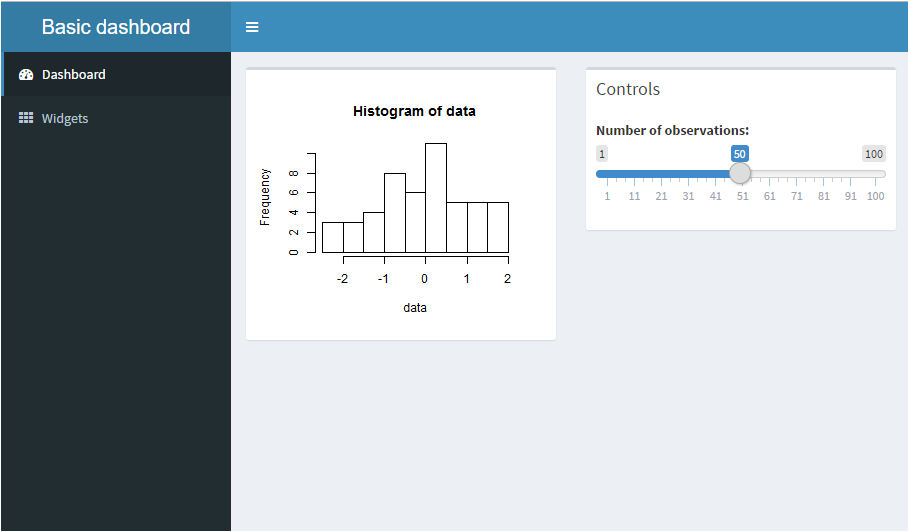 Basic dashboard
Dashboard
Widgets
Histogram of data
Frequency
0 2 4 6 8
-2 -1 0 1 2
data
Controls
Number of observations:
1 50 100
1 11 21 31 41 51 61 71 81 91 100